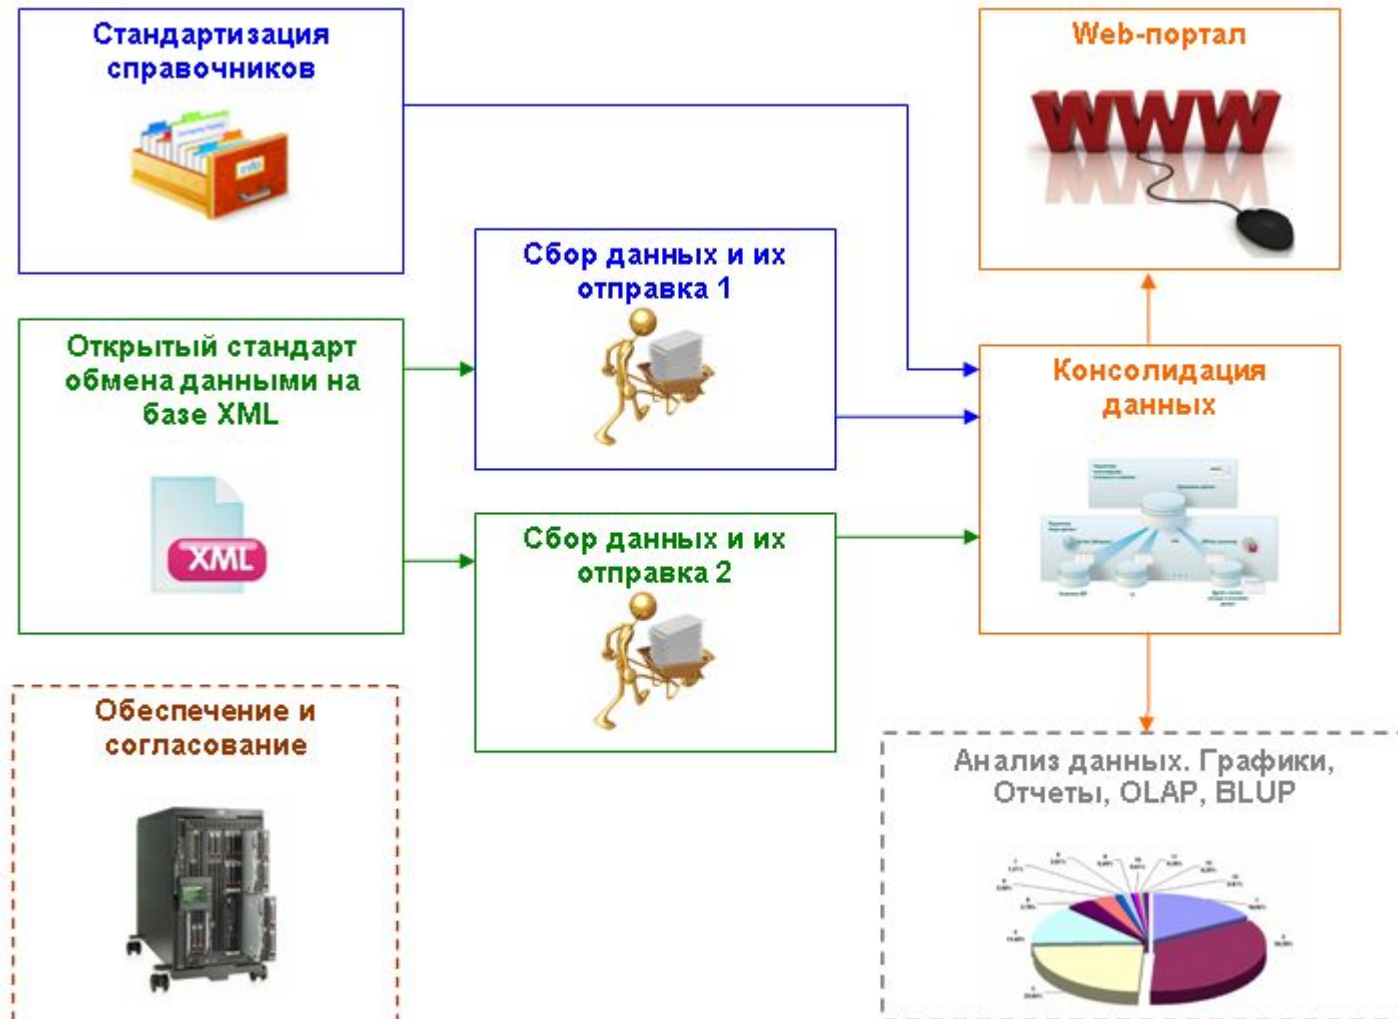 Стандартизация
справочников
Web-портал
WWW
Сбор данных и их
отправка 1
Открытый стандарт
обмена данными на
базе XML
XML
Консолидация
данных
Сбор данных и их
отправка 2
Обеспечение и
согласование
Анализ данных. Графики,
Отчеты, OLAP, BLUP